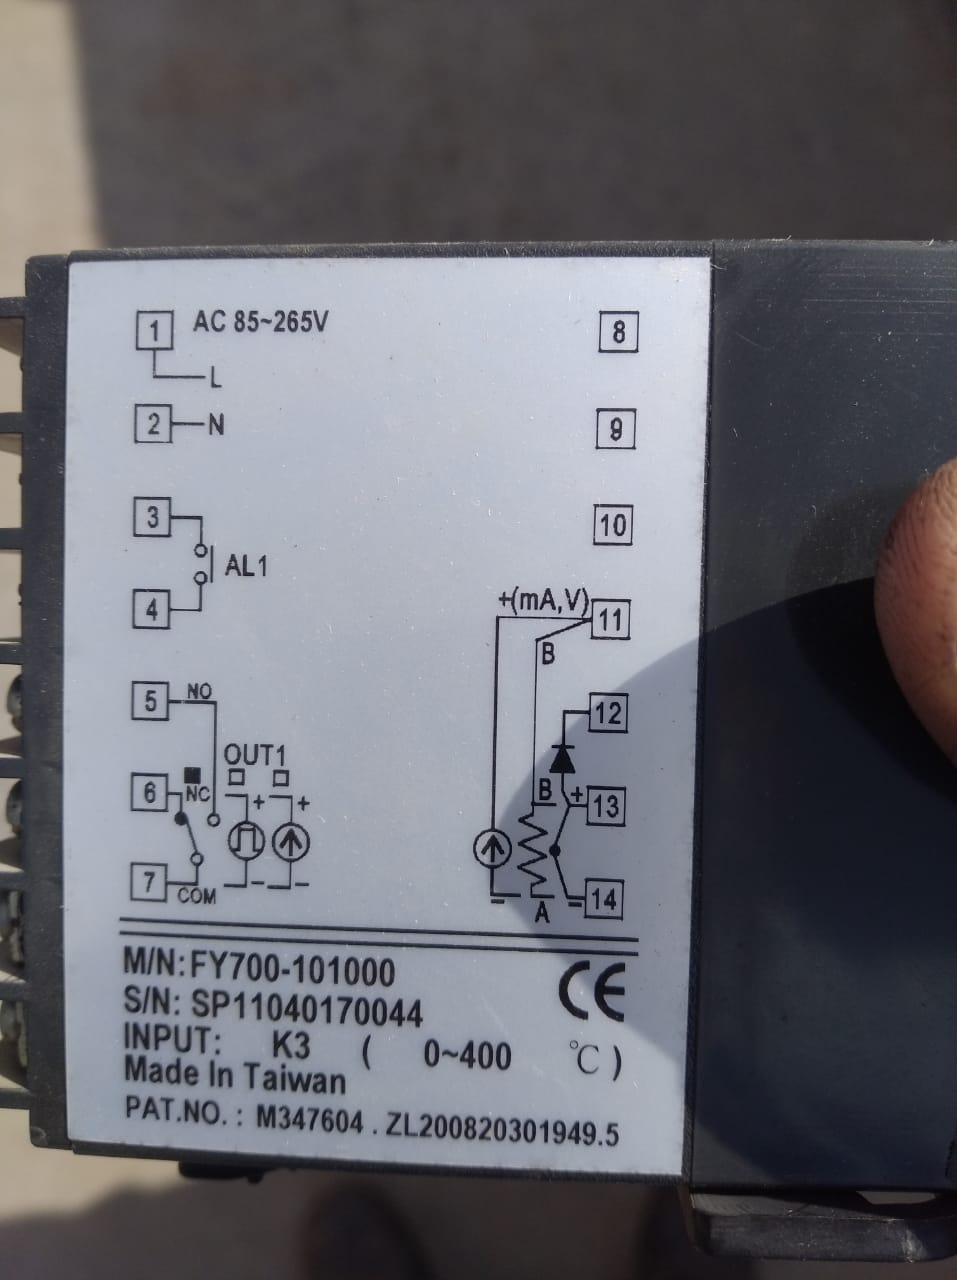 1 AC 85~265V
L
2 N
3
AL1
4
5 NO
OUT1
6 NC
+ +
7 COM
- -
8
9
10
+(mA,V) 11
B
12
B + 13
- A - 14
M/N:FY700-101000
S/N: SP11040170044
INPUT: K3 ( 0~400 ℃ )
Made In Taiwan
PAT.NO. : M347604 . ZL200820301949.5
CE